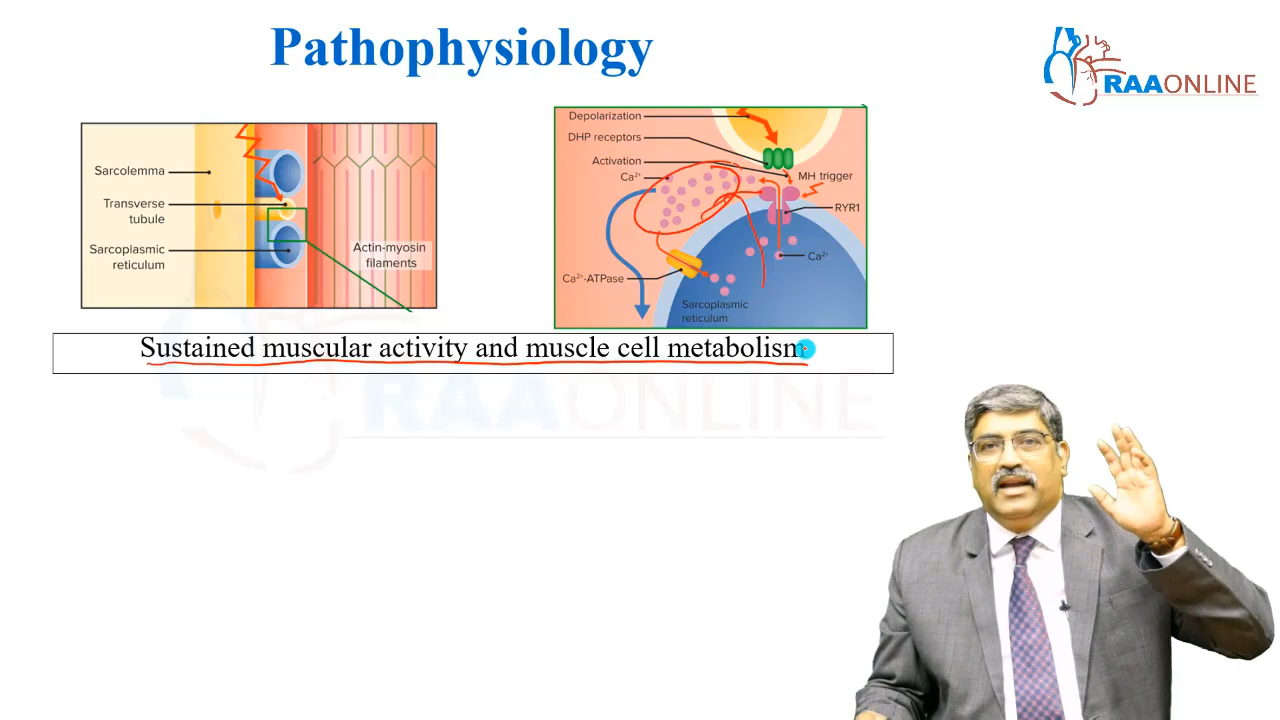 Pathophysiology
RAAONLINE
Sarcolemma
Transverse
tubule
Sarcoplasmic
reticulum
Actin-myosin
filaments
Depolarization
DHP receptors
Activation
Ca²⁺
MH trigger
RYR1
Ca²⁺
Ca²⁺-ATPase
Sarcoplasmic
reticulum
Sustained muscular activity and muscle cell metabolism
RAAONLINE